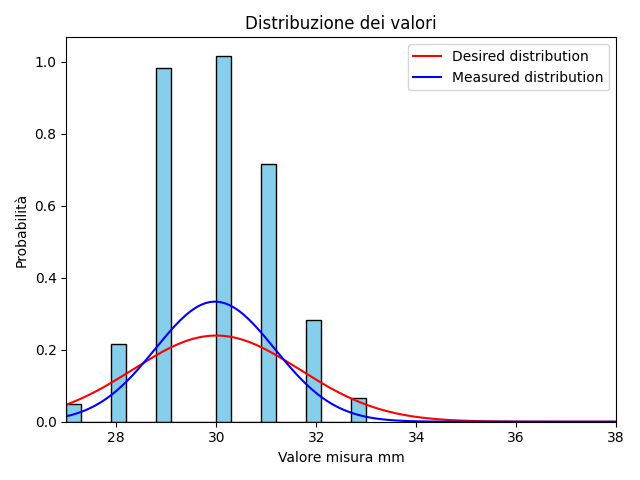 Distribuzione dei valori
Desired distribution
Measured distribution
Probabilità
1.0
0.8
0.6
0.4
0.2
0.0
28 30 32 34 36 38
Valore misura mm